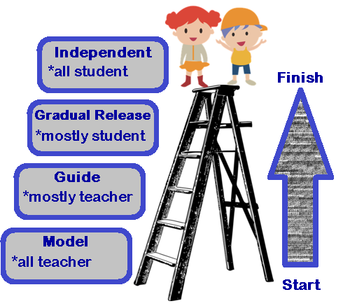 Independent
*all student
Finish
Gradual Release
*mostly student
Guide
*mostly teacher
Model
*all teacher
Start